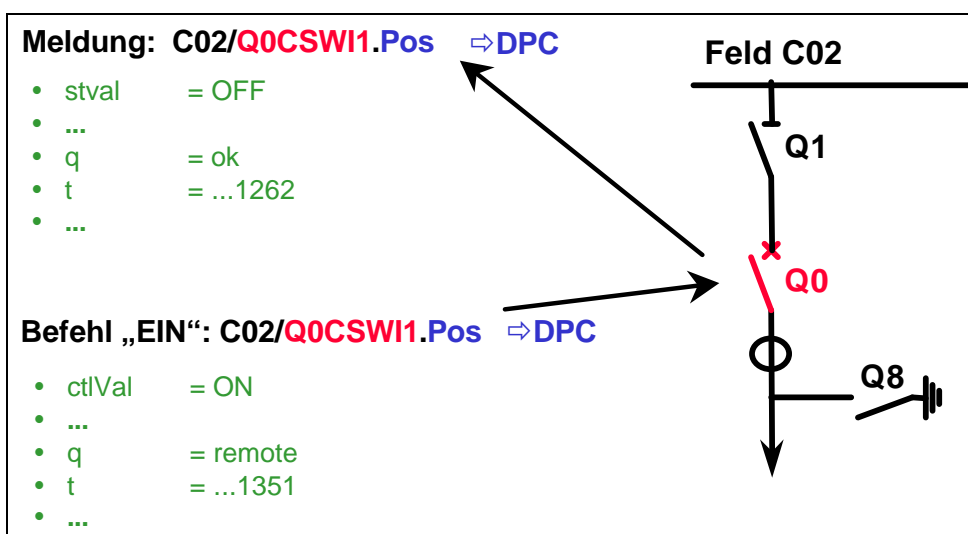 Meldung: C02/Q0CSWI1.Pos ⇨DPC
• stval = OFF
• ...
• q = ok
• t = ...1262
• ...
Befehl „EIN“: C02/Q0CSWI1.Pos ⇨DPC
• ctlVal = ON
• ...
• q = remote
• t = ...1351
• ...
Feld C02
Q1
Q0
Q8